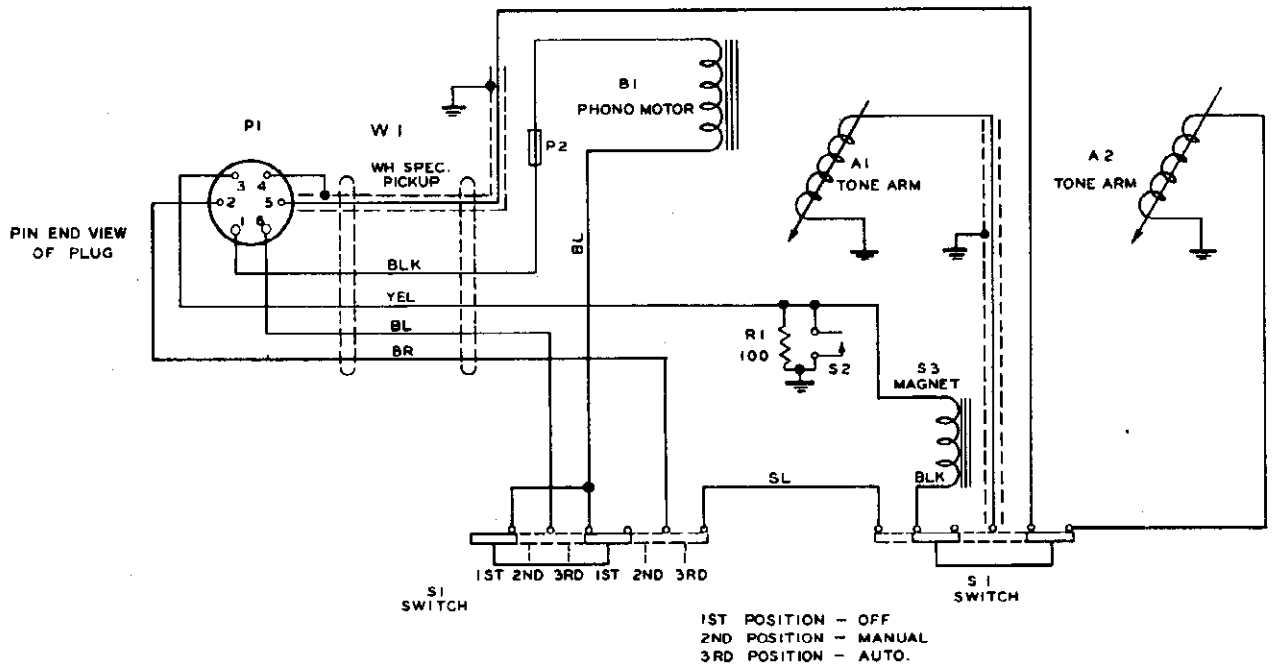 B1
PHONO MOTOR
P1
W1
P2
WH SPEC.
PICKUP
A1
TONE ARM
A2
TONE ARM
3 4
2 5
1 6
PIN END VIEW
OF PLUG
BL
BLK
YEL
BL
BR
R1
100
S2
S3
MAGNET
SL
BLK
1ST 2ND 3RD 1ST 2ND 3RD
S1
SWITCH
S1
SWITCH
1ST POSITION - OFF
2ND POSITION - MANUAL
3RD POSITION - AUTO.